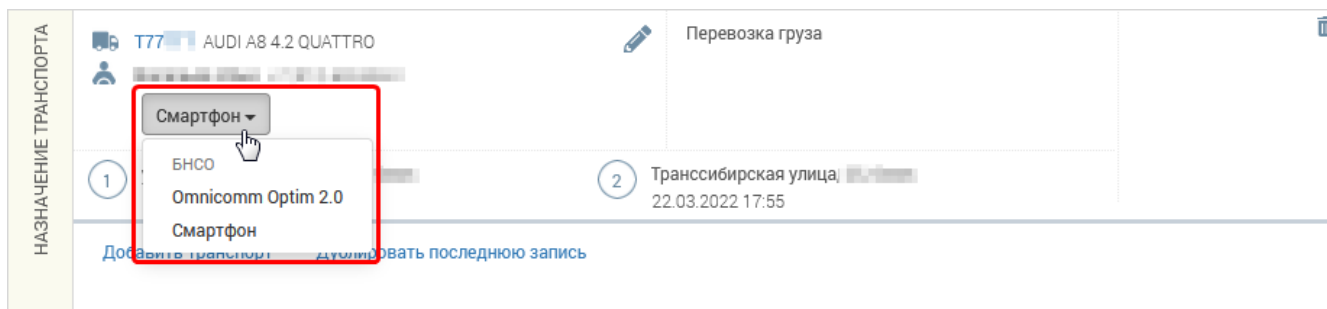 НАЗНАЧЕНИЕ ТРАНСПОРТА
Т77 AUDI A8 4.2 QUATTRO
Перевозка груза
Смартфон
БНСО
Omnicomm Optim 2.0
Смартфон
1
2
Транссибирская улица,
22.03.2022 17:55
Добавить транспорт
Дублировать последнюю запись